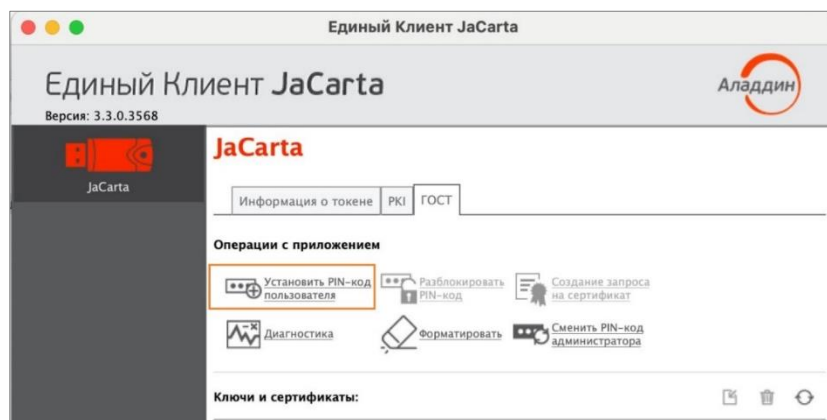 Единый Клиент JaCarta
Единый Клиент JaCarta
Аладдин
Версия: 3.3.0.3568
JaCarta
JaCarta
Информация о токене PKI ГОСТ
Операции с приложением
Установить PIN-код
пользователя
Разблокировать
PIN-код
Создание запроса
на сертификат
Диагностика
Форматировать
Сменить PIN-код
администратора
Ключи и сертификаты: